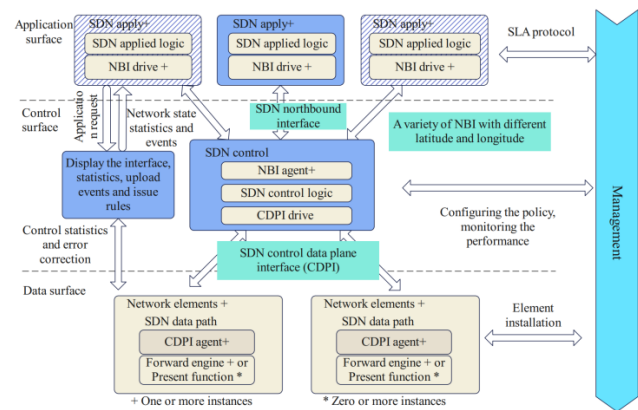 Application
surface
SDN apply+
SDN applied logic
NBI drive +
SDN apply+
SDN applied logic
NBI drive +
SDN apply+
SDN applied logic
NBI drive +
SLA protocol
Control
surface
Applicatio
n request
Network state
statistics and
events
SDN northbound
interface
A variety of NBI with different
latitude and longitude
Display the interface,
statistics, upload
events and issue
rules
SDN control
NBI agent+
SDN control logic
CDPI drive
Configuring the policy,
monitoring the
performance
Management
Control statistics
and error
correction
SDN control data plane
interface (CDPI)
Data surface
Network elements +
SDN data path
CDPI agent+
Forward engine + or
Present function *
Network elements +
SDN data path
CDPI agent+
Forward engine + or
Present function *
Element
installation
+ One or more instances
* Zero or more instances